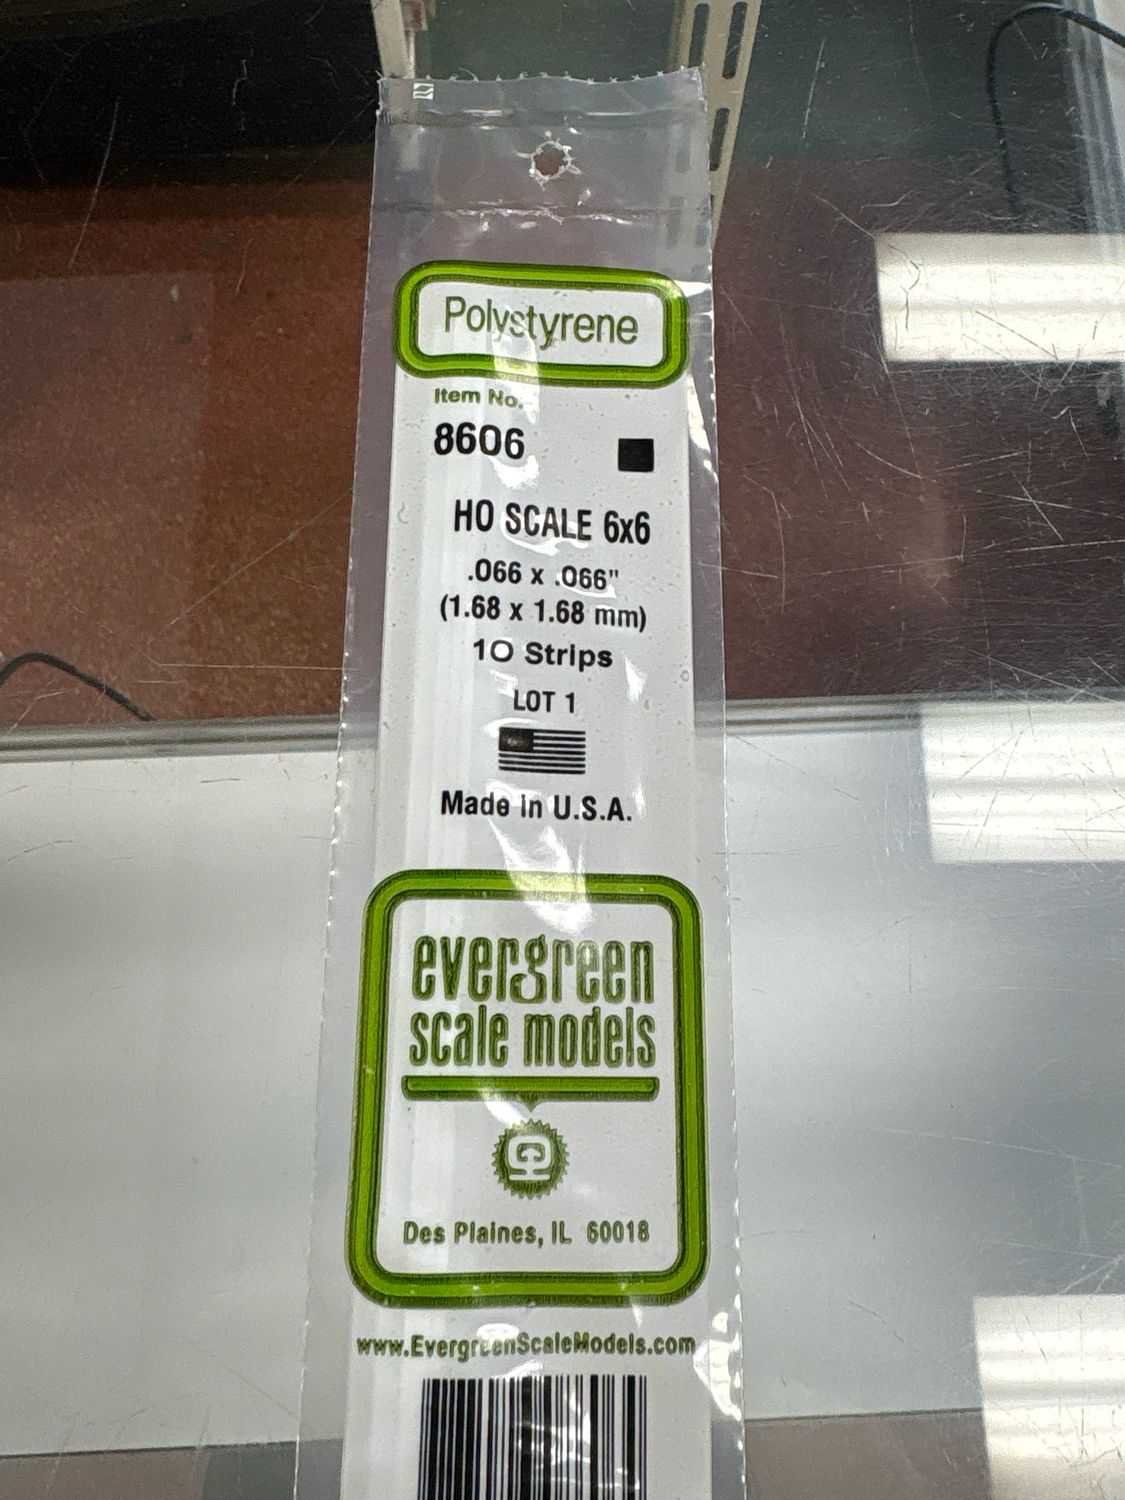 Polystyrene
Item No.
8606
HO SCALE 6x6
.066 x .066"
(1.68 x 1.68 mm)
10 Strips
LOT 1
Made in U.S.A.
evergreen
scale models
Des Plaines, IL 60018
www.EvergreenScaleModels.com